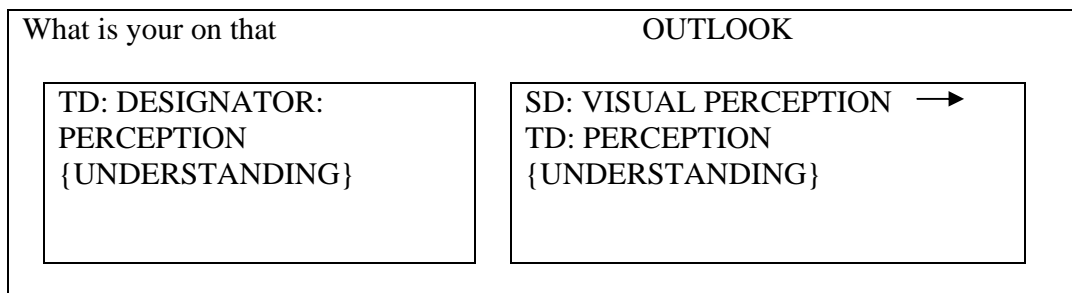 What is your on that OUTLOOK
TD: DESIGNATOR:
PERCEPTION
{UNDERSTANDING}
SD: VISUAL PERCEPTION →
TD: PERCEPTION
{UNDERSTANDING}